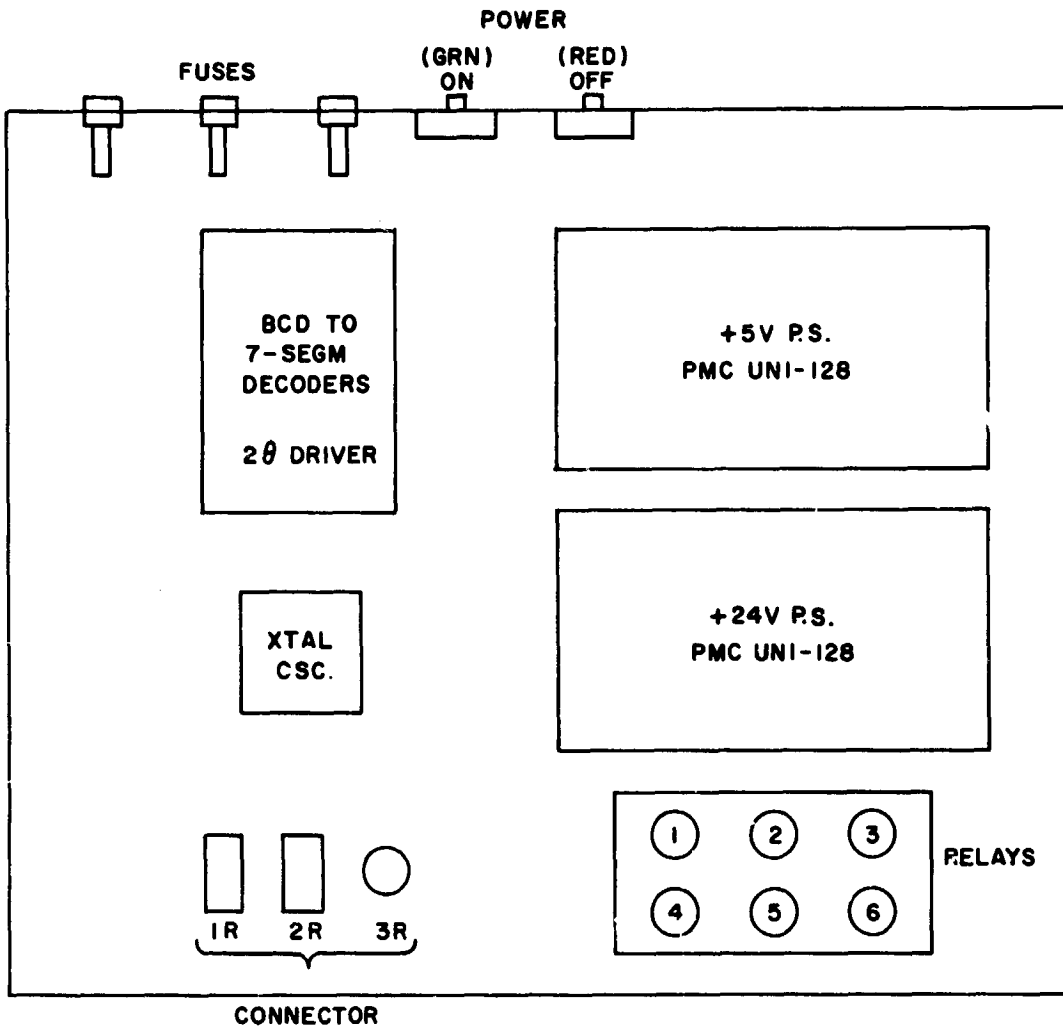 POWER
FUSES
(GRN)
ON
(RED)
OFF
BCD TO
7-SEGM
DECODERS
2θ DRIVER
+5V P.S.
PMC UNI-128
+24V P.S.
PMC UNI-128
XTAL
CSC.
1 2 3
4 5 6
RELAYS
1R 2R 3R
CONNECTOR